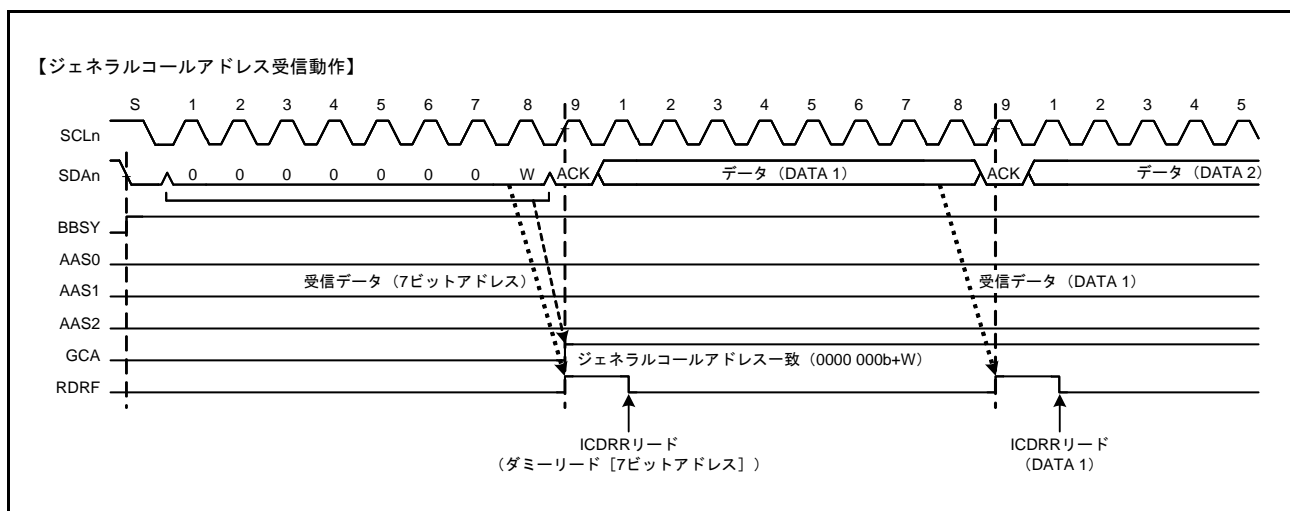 【ジェネラルコールアドレス受信動作】
S 1 2 3 4 5 6 7 8 9 1 2 3 4 5 6 7 8 9 1 2 3 4 5
SCLn
SDAn 0 0 0 0 0 0 0 W ACK データ（DATA 1） ACK データ（DATA 2）
BBSY
AAS0
受信データ（7ビットアドレス） 受信データ（DATA 1）
AAS1
AAS2
GCA ジェネラルコールアドレス一致（0000 000b+W）
RDRF
ICDRRリード ICDRRリード
（ダミーリード［7ビットアドレス］） （DATA 1）